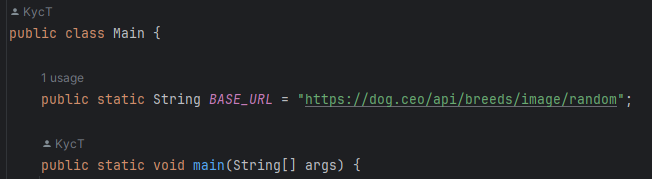 KycT
public class Main {
1 usage
public static String BASE_URL = "https://dog.ceo/api/breeds/image/random";
KycT
public static void main(String[] args) {